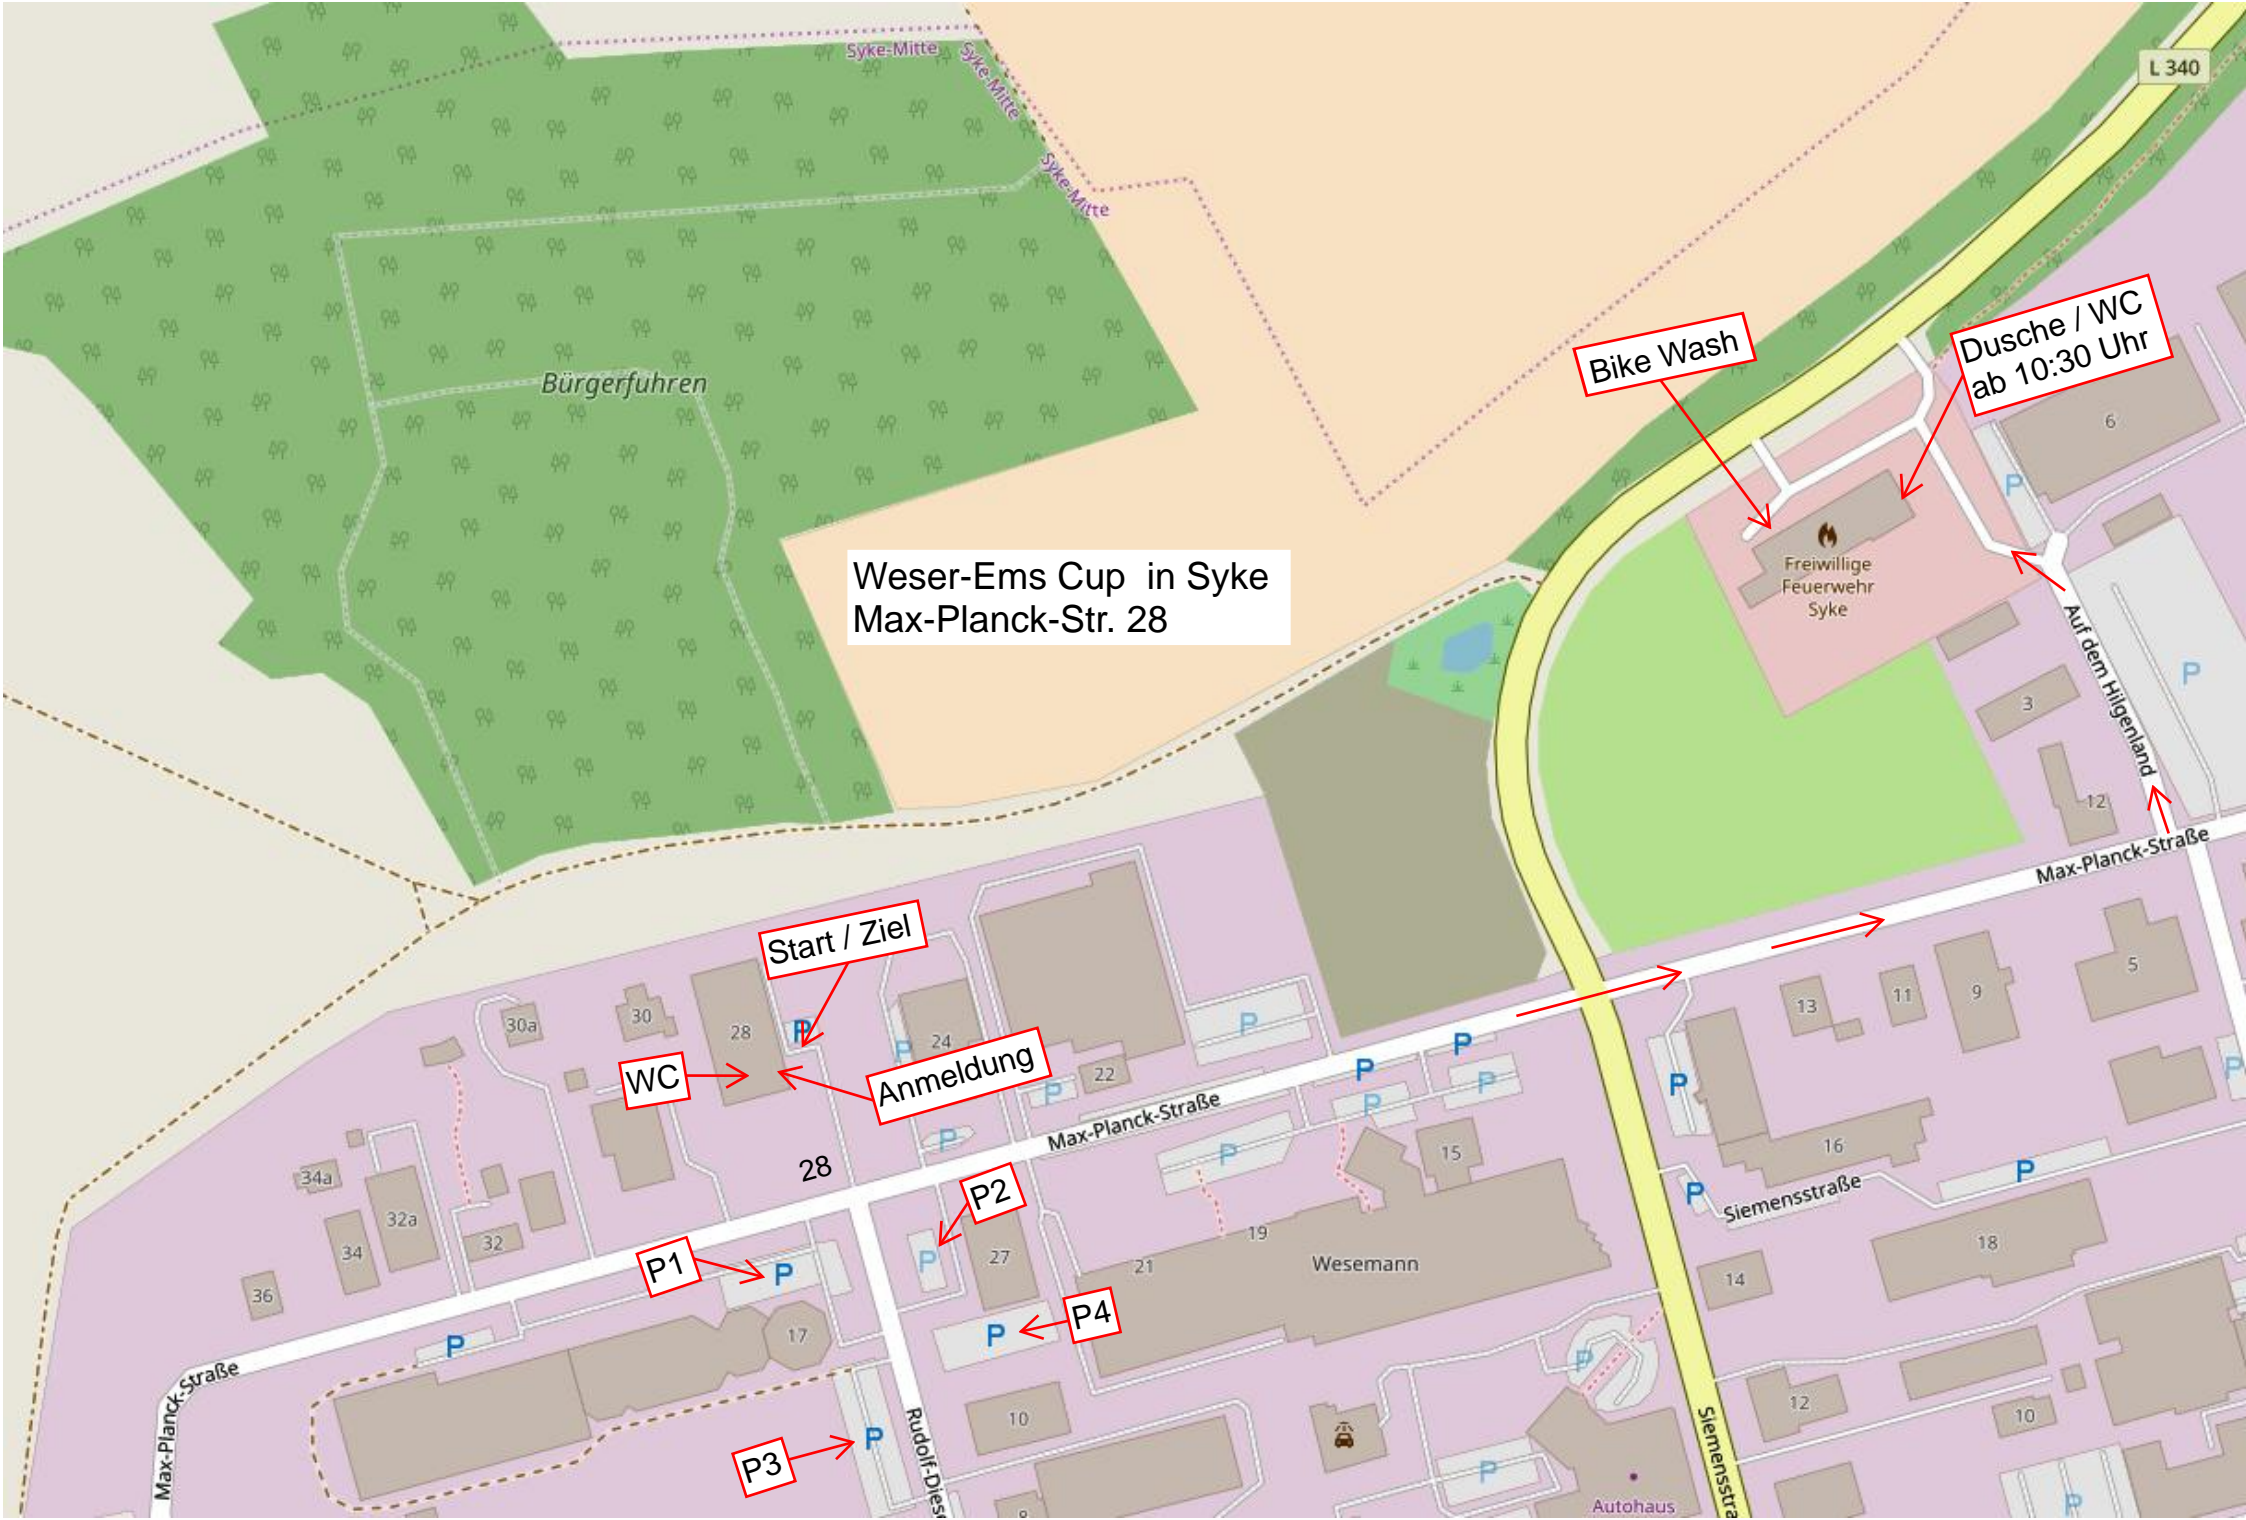 Syke-Mitte
Syke-Mitte
L 340
Syke-Mitte
Dusche / WC
ab 10:30 Uhr
Bike Wash
Bürgerfuhren
6
P
Weser-Ems Cup  in Syke
Max-Planck-Str. 28
Freiwillige
Feuerwehr
Syke
Auf dem Hilgenland
P
3
12
Max-Planck-Straße
Start / Ziel
5
9
11
13
30a
30
28
P
24
P
P
P
P
P
WC
Anmeldung
22
P
P
P
P
P
Max-Planck-Straße
P
P
15
16
28
34a
P2
P
P
Siemensstraße
32a
34
32
P1
P
P
27
21
19
Wesemann
18
14
36
P4
P
17
P
P
Max-Planck-Straße
10
12
10
P3
P
Rudolf-Diese
Max-Planck-Straße
P
Siemensstra
P
Autohaus